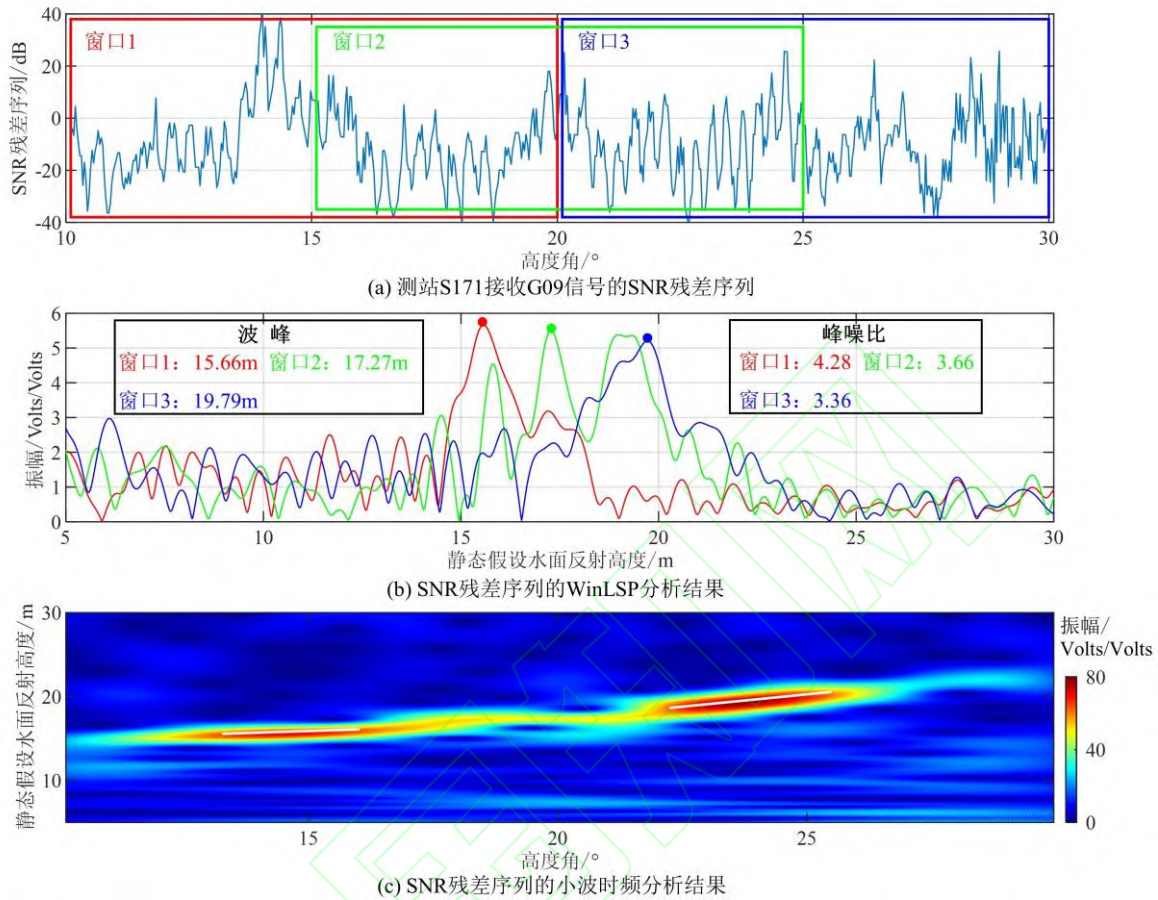 40
20
0
-20
-40
SNR残差序列/dB
窗口1
窗口2
窗口3
10
15
20
25
30
高度角/°
(a) 测站S171接收G09信号的SNR残差序列
6
5
4
3
2
1
0
振幅/Volts/Volts
波 峰
窗口1：15.66m 窗口2：17.27m
窗口3：19.79m
峰噪比
窗口1：4.28 窗口2：3.66
窗口3：3.36
5
10
15
20
25
30
静态假设水面反射高度/m
(b) SNR残差序列的WinLSP分析结果
30
20
10
静态假设水面反射高度/m
振幅/
Volts/Volts
80
40
0
15
20
25
高度角/°
(c) SNR残差序列的小波时频分析结果